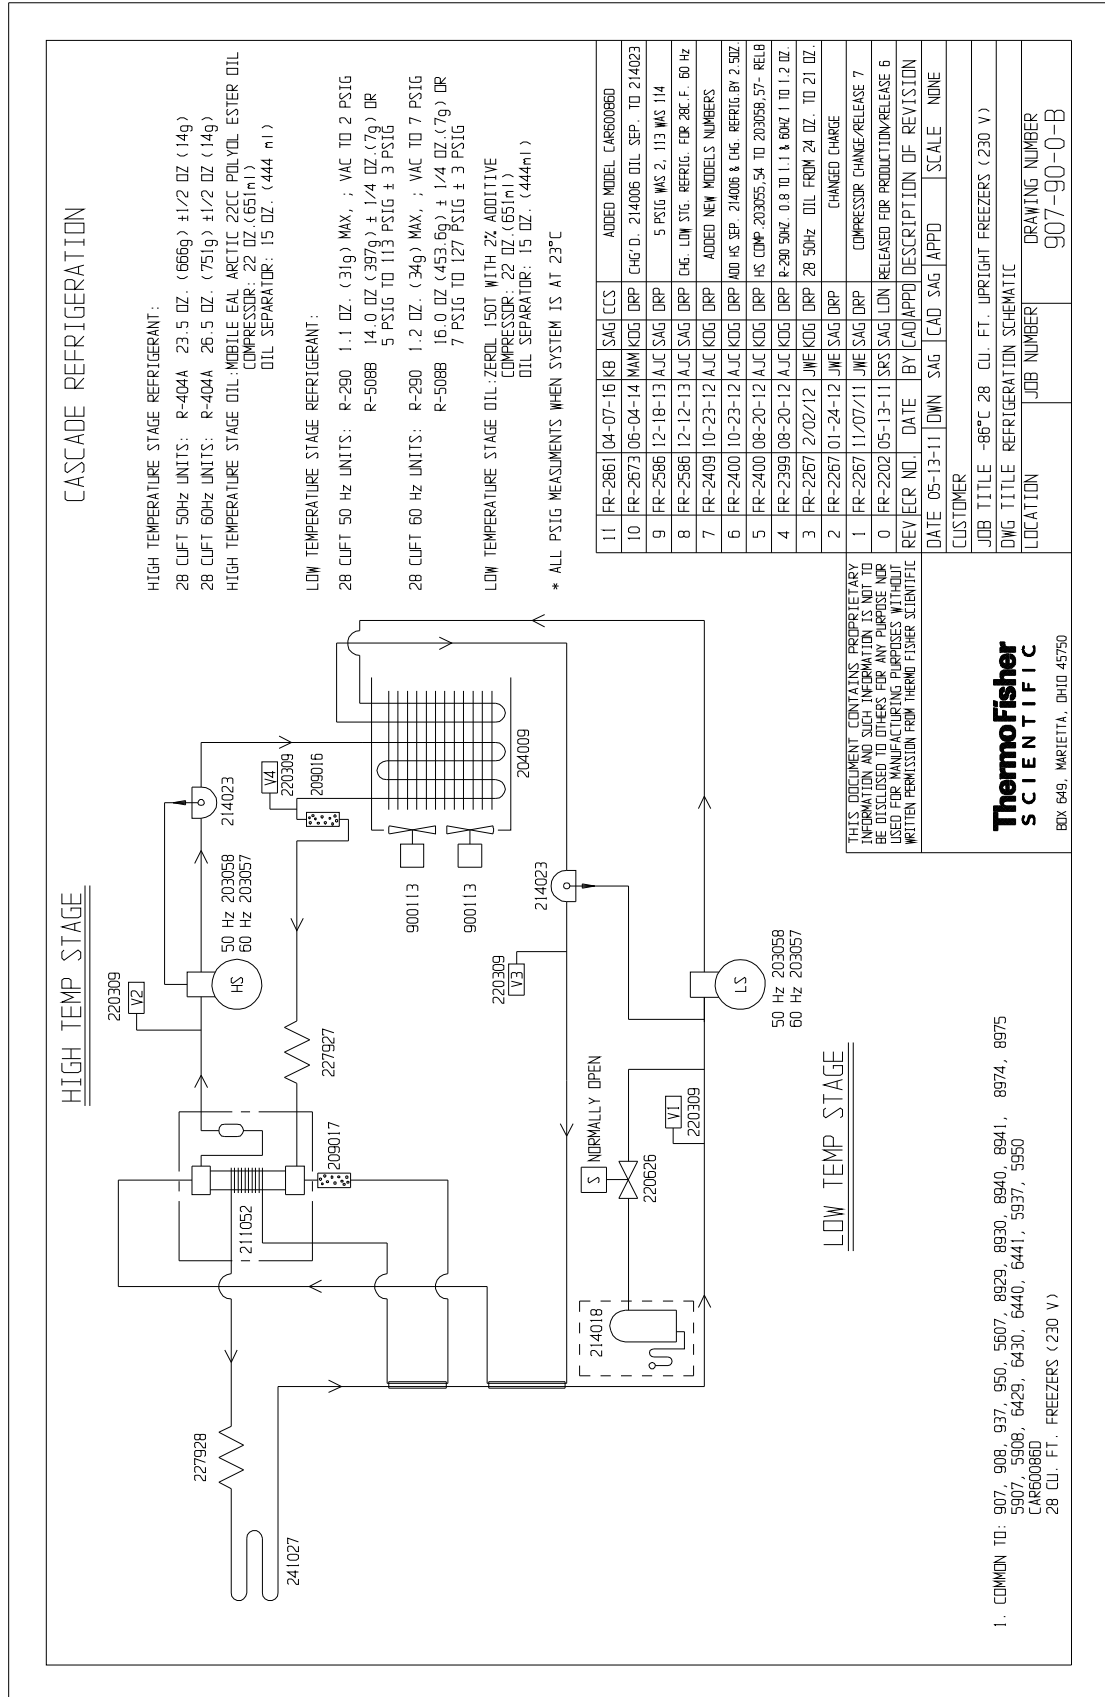 CASCADE REFRIGERATION
HIGH TEMPERATURE STAGE REFRIGERANT:
28 CUFT 50Hz UNITS: R-404A 23.5 OZ. (666g) ±1/2 OZ (14g)
28 CUFT 60Hz UNITS: R-404A 26.5 OZ. (751g) ±1/2 OZ (14g)
HIGH TEMPERATURE STAGE OIL:MOBILE EAL ARCTIC 22CC POLYOL ESTER OIL
COMPRESSOR: 22 OZ.(651ml)
OIL SEPARATOR: 15 OZ. (444 ml)
LOW TEMPERATURE STAGE REFRIGERANT:
28 CUFT 50 Hz UNITS: R-290 1.1 OZ. (31g) MAX, ; VAC TO 2 PSIG
R-508B 14.0 OZ (397g) ± 1/4 OZ.(7g) OR
5 PSIG TO 113 PSIG ± 3 PSIG
28 CUFT 60 Hz UNITS: R-290 1.2 OZ. (34g) MAX, ; VAC TO 7 PSIG
R-508B 16.0 OZ (453.6g) ± 1/4 OZ.(7g) OR
7 PSIG TO 127 PSIG ± 3 PSIG
LOW TEMPERATURE STAGE OIL:ZEROL 150T WITH 2% ADDITIVE
COMPRESSOR: 22 OZ.(651ml)
OIL SEPARATOR: 15 OZ. (444ml)
* ALL PSIG MEASUMENTS WHEN SYSTEM IS AT 23°C
HIGH TEMP STAGE
220309
V2
HS
50 Hz 203058
60 Hz 203057
214023
V4
220309
209016
227927
211052
209017
900113
900113
204009
227928
241027
214023
220309
V3
S NORMALLY OPEN
220626
214018
V1
220309
LS
50 Hz 203058
60 Hz 203057
LOW TEMP STAGE
1. COMMON TO: 907, 908, 937, 950, 5607, 8929, 8930, 8940, 8941, 8974, 8975
5907, 5908, 6429, 6430, 6440, 6441, 5937, 5950
CAR60086D
28 CU. FT. FREEZERS (230 V)
11 FR-2861 04-07-16 KB SAG CCS ADDED MODEL CAR60086D
10 FR-2673 06-04-14 MAM KDG DRP CHG'D. 214006 OIL SEP. TO 214023
9 FR-2586 12-18-13 AJC SAG DRP 5 PSIG WAS 2, 113 WAS 114
8 FR-2586 12-12-13 AJC SAG DRP CHG. LOW STG. REFRIG. FOR 28C.F. 60 Hz
7 FR-2409 10-23-12 AJC KDG DRP ADDED NEW MODELS NUMBERS
6 FR-2400 10-23-12 AJC KDG DRP ADD HS SEP. 214006 & CHG. REFRIG.BY 2.5OZ.
5 FR-2400 08-20-12 AJC KDG DRP HS COMP.203055,54 TO 203058,57- REL8
4 FR-2399 08-20-12 AJC KDG DRP R-290 50HZ. 0.8 TO 1.1 & 60HZ 1 TO 1.2 OZ.
3 FR-2267 2/02/12 JWE KDG DRP 28 50Hz OIL FROM 24 OZ. TO 21 OZ.
2 FR-2267 01-24-12 JWE SAG DRP CHANGED CHARGE
1 FR-2267 11/07/11 JWE SAG DRP COMPRESSOR CHANGE/RELEASE 7
0 FR-2202 05-13-11 SRS SAG LDN RELEASED FOR PRODUCTION/RELEASE 6
REV ECR NO. DATE BY CAD APPD DESCRIPTION OF REVISION
DATE 05-13-11 DWN SAG CAD SAG APPD SCALE NONE
CUSTOMER
JOB TITLE -86°C 28 CU. FT. UPRIGHT FREEZERS (230 V)
DWG TITLE REFRIGERATION SCHEMATIC
LOCATION JOB NUMBER DRAWING NUMBER
907-90-0-B
THIS DOCUMENT CONTAINS PROPRIETARY
INFORMATION AND SUCH INFORMATION IS NOT TO
BE DISCLOSED TO OTHERS FOR ANY PURPOSE NOR
USED FOR MANUFACTURING PURPOSES WITHOUT
WRITTEN PERMISSION FROM THERMO FISHER SCIENTIFIC
ThermoFisher
SCIENTIFIC
BOX 649, MARIETTA, OHIO 45750